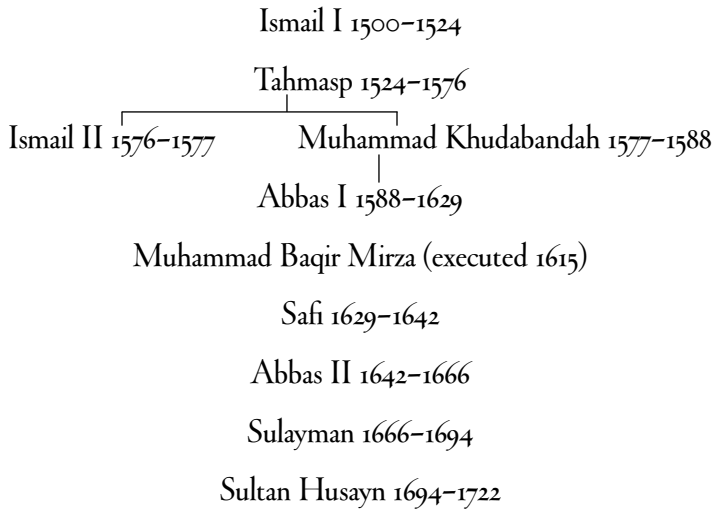 Ismail I 1500–1524
Tahmasp 1524–1576
Ismail II 1576–1577 Muhammad Khudabandah 1577–1588
Abbas I 1588–1629
Muhammad Baqir Mirza (executed 1615)
Safi 1629–1642
Abbas II 1642–1666
Sulayman 1666–1694
Sultan Husayn 1694–1722